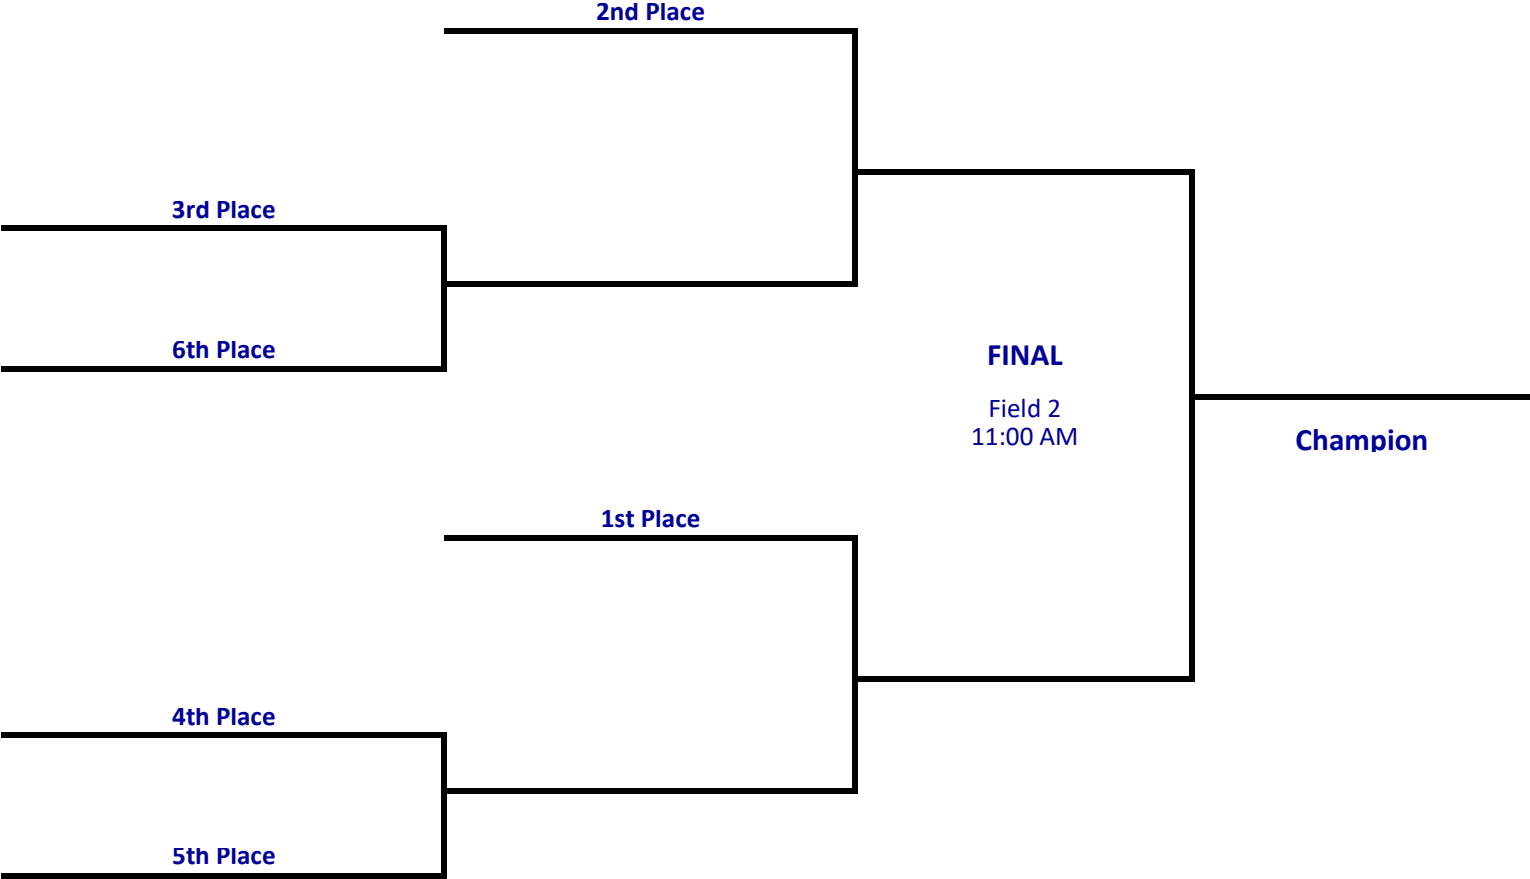 2nd Place
3rd Place
6th Place
FINAL
Field 2
11:00 AM
Champion
1st Place
4th Place
5th Place